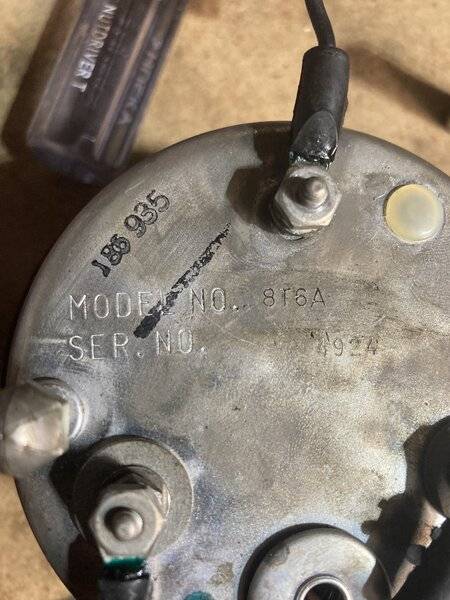 NUTDRIVER T
186 935
MODEL NO. 8T6A
SER. NO. 4924